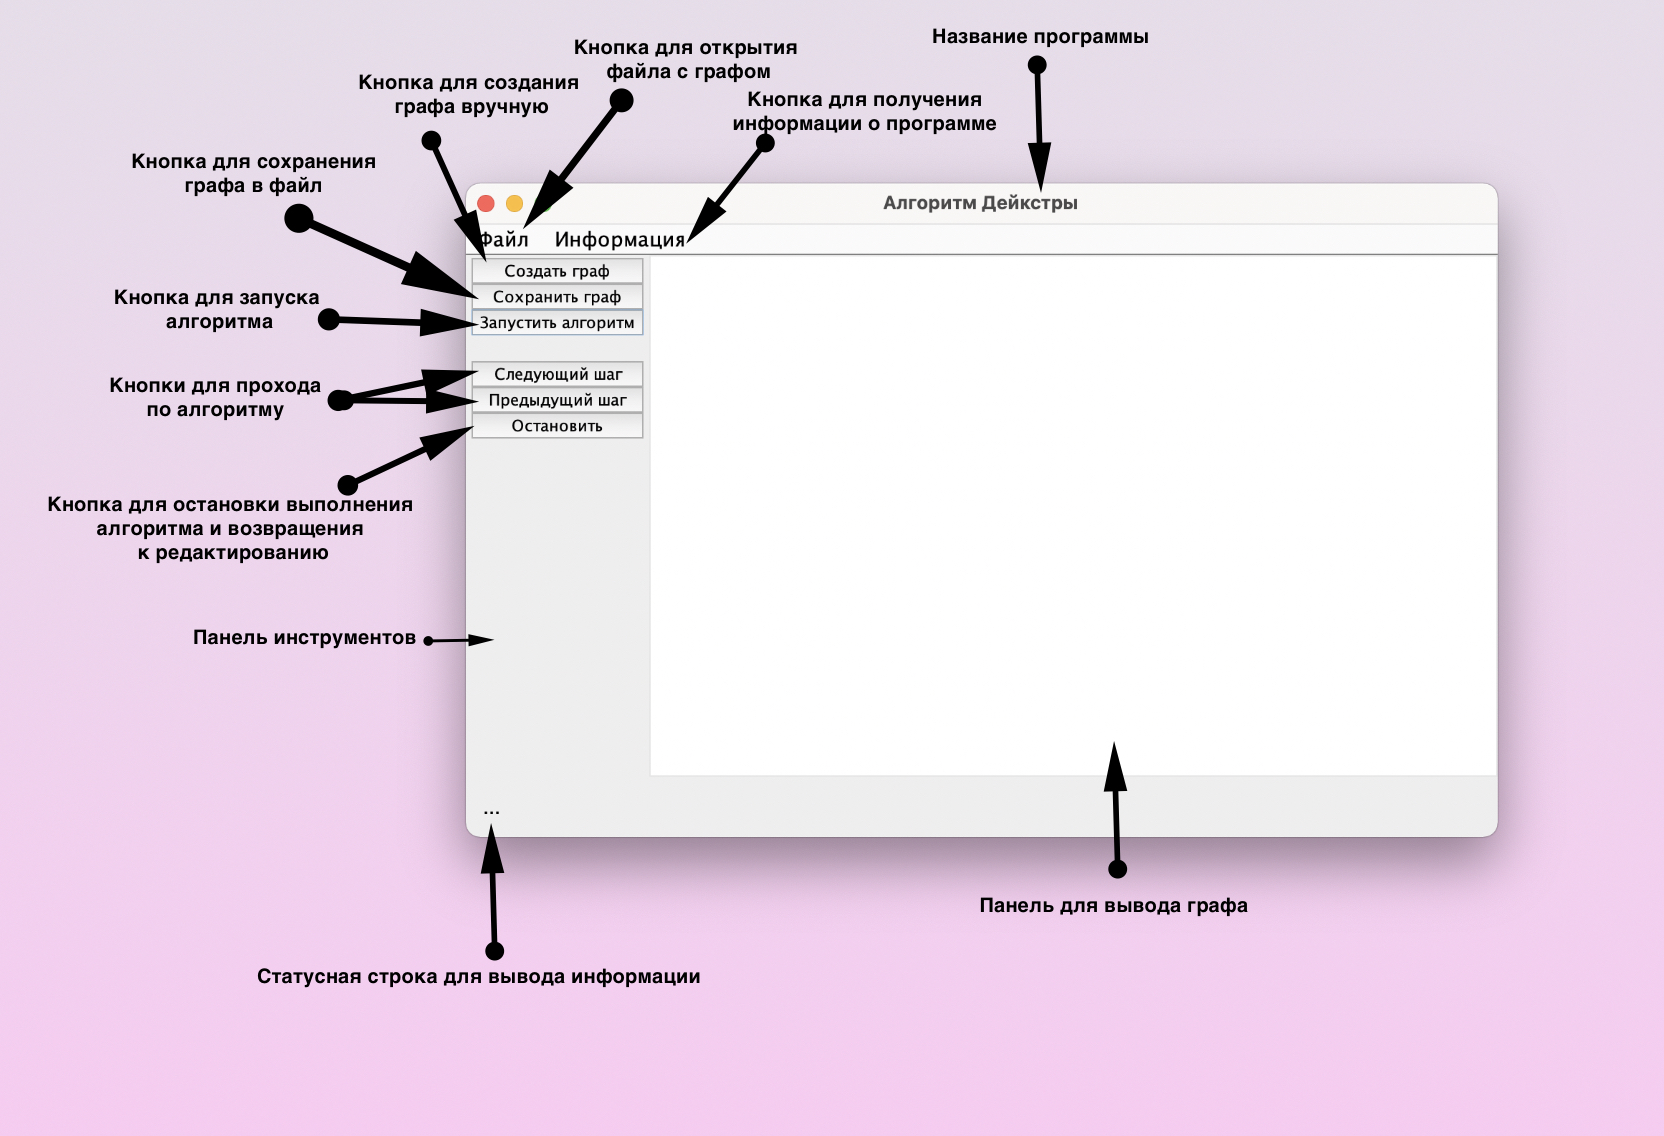 Название программы
Кнопка для открытия
файла с графом
Кнопка для создания
графа вручную
Кнопка для получения
информации о программе
Кнопка для сохранения
графа в файл
Алгоритм Дейкстры
Файл Информация
Создать граф
Сохранить граф
Запустить алгоритм
Кнопка для запуска
алгоритма
Следующий шаг
Предыдущий шаг
Остановить
Кнопки для прохода
по алгоритму
Кнопка для остановки выполнения
алгоритма и возвращения
к редактированию
Панель инструментов
...
Панель для вывода графа
Статусная строка для вывода информации